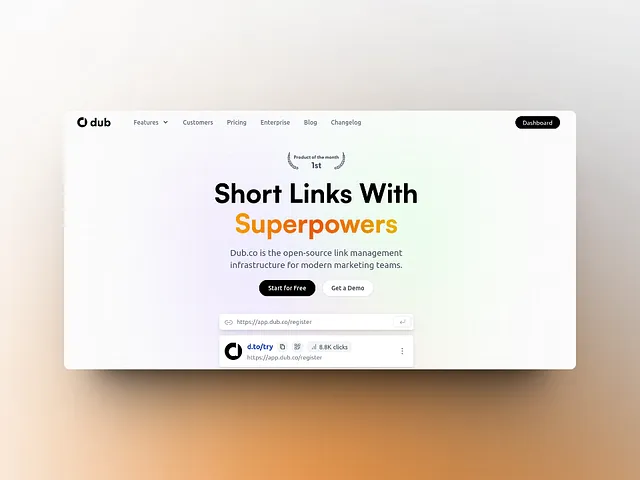 dub
Features
Customers
Pricing
Enterprise
Blog
Changelog
Dashboard
Product of the month
1st
Short Links With
Superpowers
Dub.co is the open-source link management
infrastructure for modern marketing teams.
Start for Free
Get a Demo
https://app.dub.co/register
d.to/try
8.8K clicks
https://app.dub.co/register